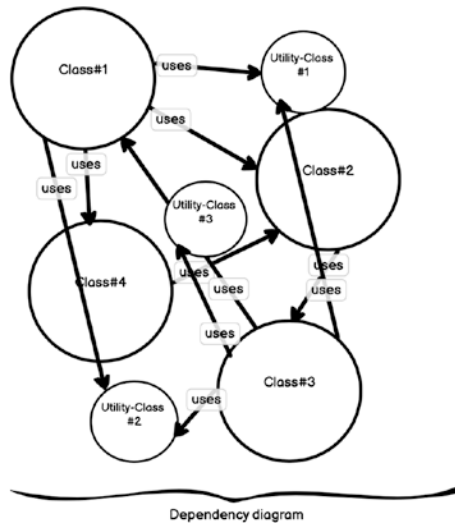 Class#1
uses
Utility-Class
#1
uses
uses
Class#2
uses
Utility-Class
#3
uses
uses
Class#4
uses
uses
uses
Class#3
Utility-Class
#2
uses
Dependency diagram